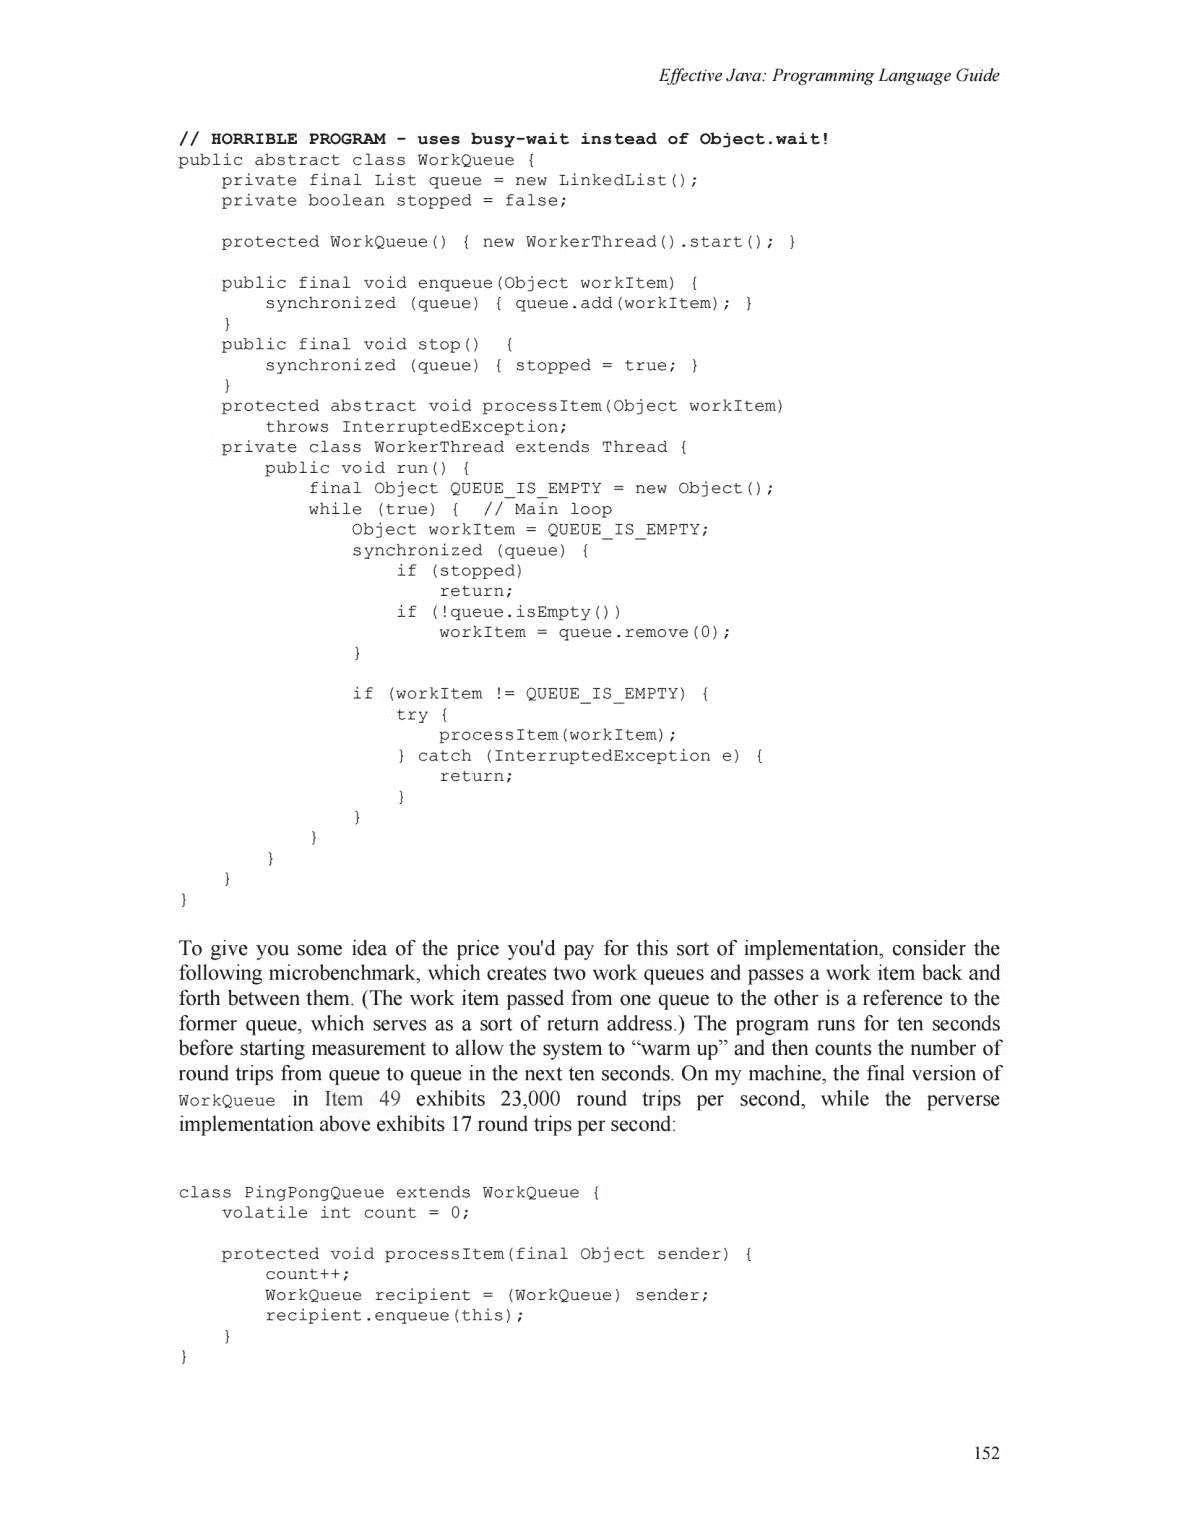 Effective Java: Programming Language Guide
// HORRIBLE PROGRAM - uses busy-wait instead of Object.wait!
public abstract class WorkQueue {
    private final List queue = new LinkedList();
    private boolean stopped = false;

    protected WorkQueue() { new WorkerThread().start(); }

    public final void enqueue(Object workItem) {
        synchronized (queue) { queue.add(workItem); }
    }
    public final void stop()  {
        synchronized (queue) { stopped = true; }
    }
    protected abstract void processItem(Object workItem)
        throws InterruptedException;
    private class WorkerThread extends Thread {
        public void run() {
            final Object QUEUE_IS_EMPTY = new Object();
            while (true) {  // Main loop
                Object workItem = QUEUE_IS_EMPTY;
                synchronized (queue) {
                    if (stopped)
                        return;
                    if (!queue.isEmpty())
                        workItem = queue.remove(0);
                }

                if (workItem != QUEUE_IS_EMPTY) {
                    try {
                        processItem(workItem);
                    } catch (InterruptedException e) {
                        return;
                    }
                }
            }
        }
    }
}
To give you some idea of the price you'd pay for this sort of implementation, consider the
following microbenchmark, which creates two work queues and passes a work item back and
forth between them. (The work item passed from one queue to the other is a reference to the
former queue, which serves as a sort of return address.) The program runs for ten seconds
before starting measurement to allow the system to “warm up” and then counts the number of
round trips from queue to queue in the next ten seconds. On my machine, the final version of
WorkQueue in Item 49 exhibits 23,000 round trips per second, while the perverse
implementation above exhibits 17 round trips per second:
class PingPongQueue extends WorkQueue {
    volatile int count = 0;

    protected void processItem(final Object sender) {
        count++;
        WorkQueue recipient = (WorkQueue) sender;
        recipient.enqueue(this);
    }
}
152